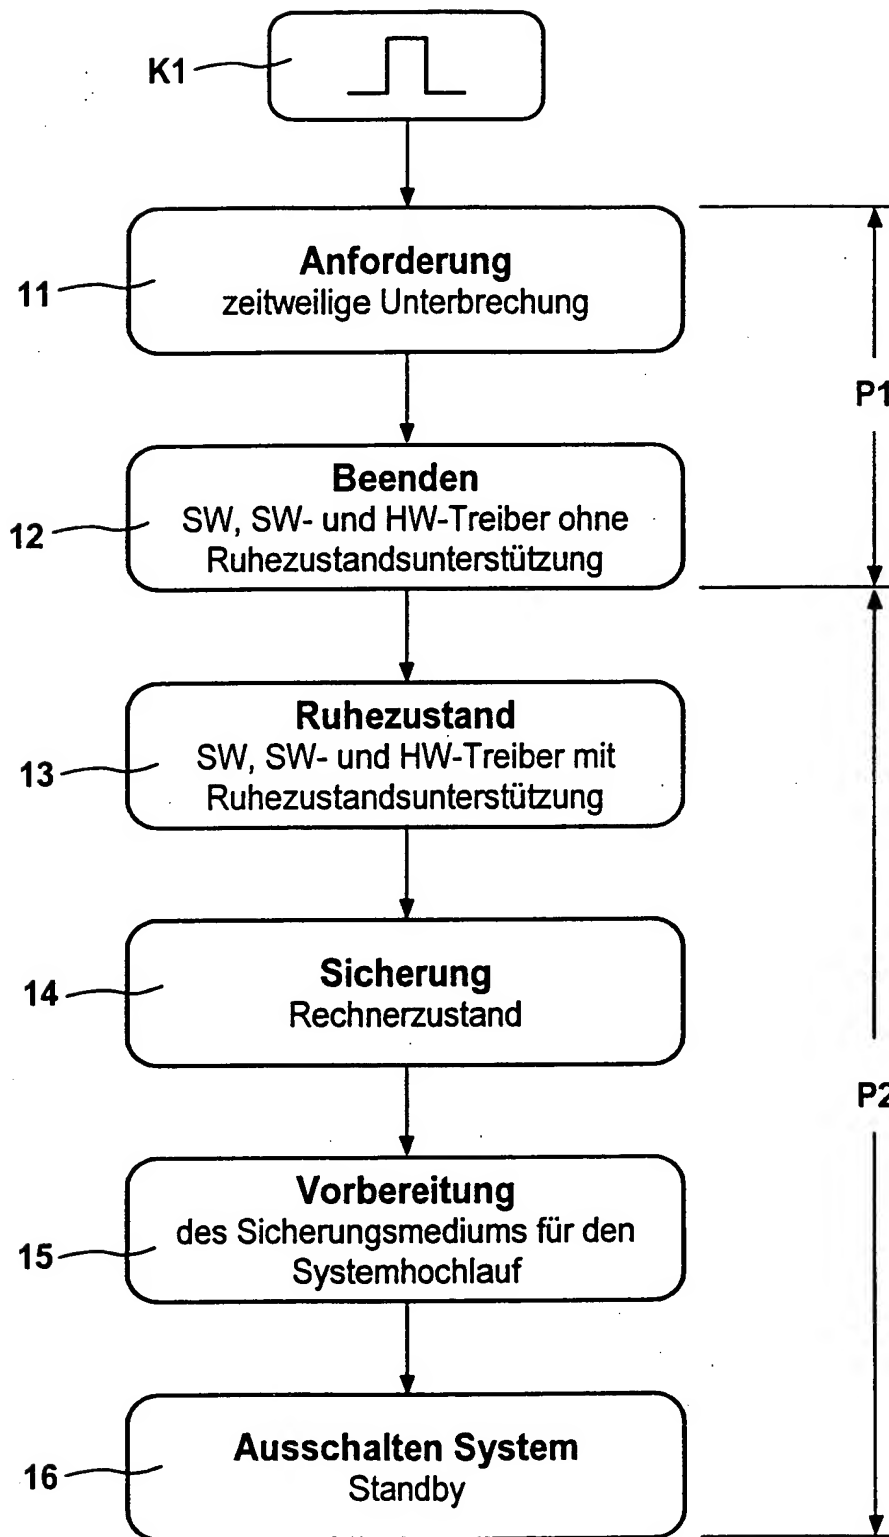 K1
11
Anforderung
zeitweilige Unterbrechung
P1
12
Beenden
SW, SW- und HW-Treiber ohne
Ruhezustandsunterstützung
13
Ruhezustand
SW, SW- und HW-Treiber mit
Ruhezustandsunterstützung
14
Sicherung
Rechnerzustand
P2
15
Vorbereitung
des Sicherungsmediums für den
Systemhochlauf
16
Ausschalten System
Standby